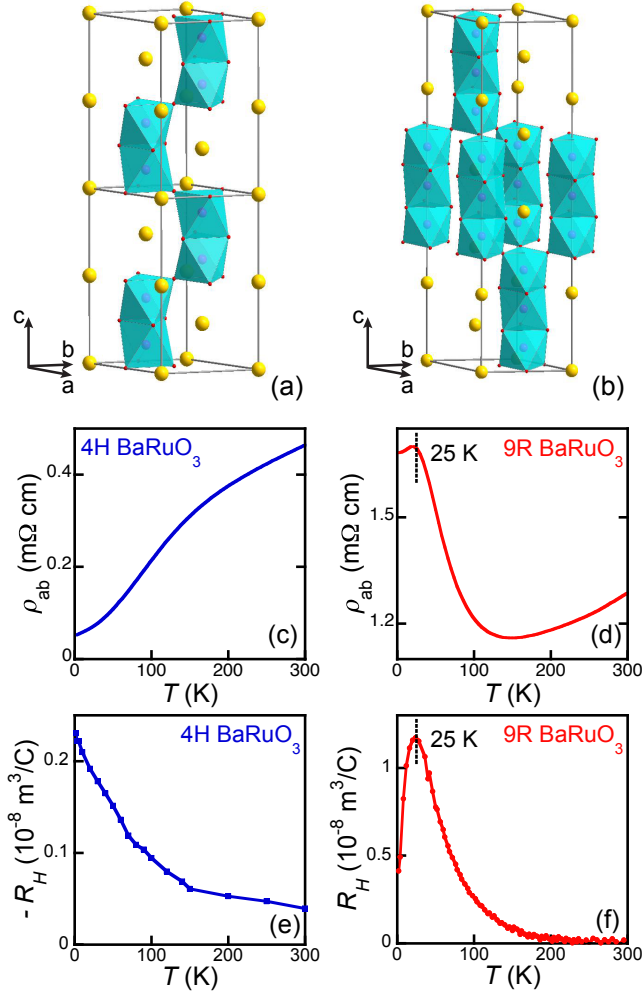 c
b
a
(a)
c
b
a
(b)
4H BaRuO3
ρab (mΩ cm)
0.4
0.2
0
0 100 200 300
T (K)
(c)
25 K
9R BaRuO3
ρab (mΩ cm)
1.5
1.2
0 100 200 300
T (K)
(d)
4H BaRuO3
- RH (10-8 m3/C)
0.2
0.1
0
0 100 200 300
T (K)
(e)
25 K
9R BaRuO3
RH (10-8 m3/C)
1
0.5
0
0 100 200 300
T (K)
(f)